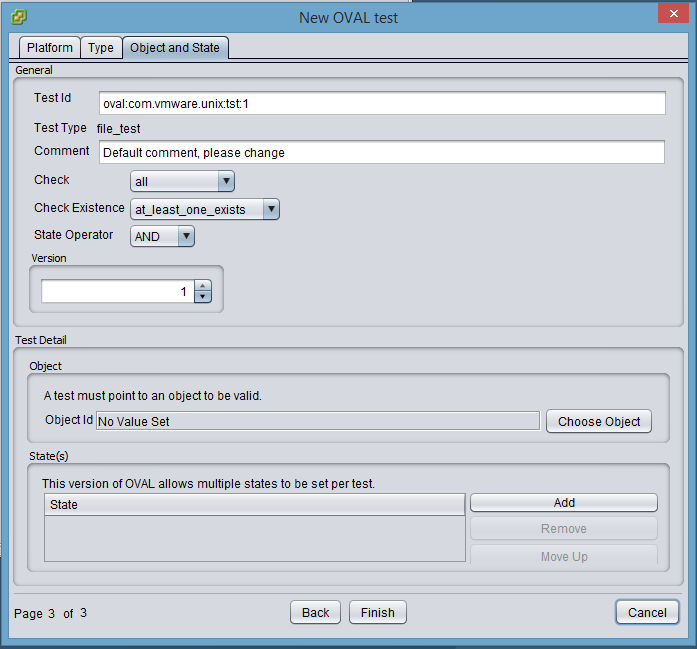 New OVAL test
Platform Type Object and State
General
Test Id oval:com.vmware.unix:tst:1
Test Type file_test
Comment Default comment, please change
Check all
Check Existence at_least_one_exists
State Operator AND
Version
1
Test Detail
Object
A test must point to an object to be valid.
Object Id No Value Set Choose Object
State(s)
This version of OVAL allows multiple states to be set per test.
State Add
Remove
Move Up
Page 3 of 3 Back Finish Cancel